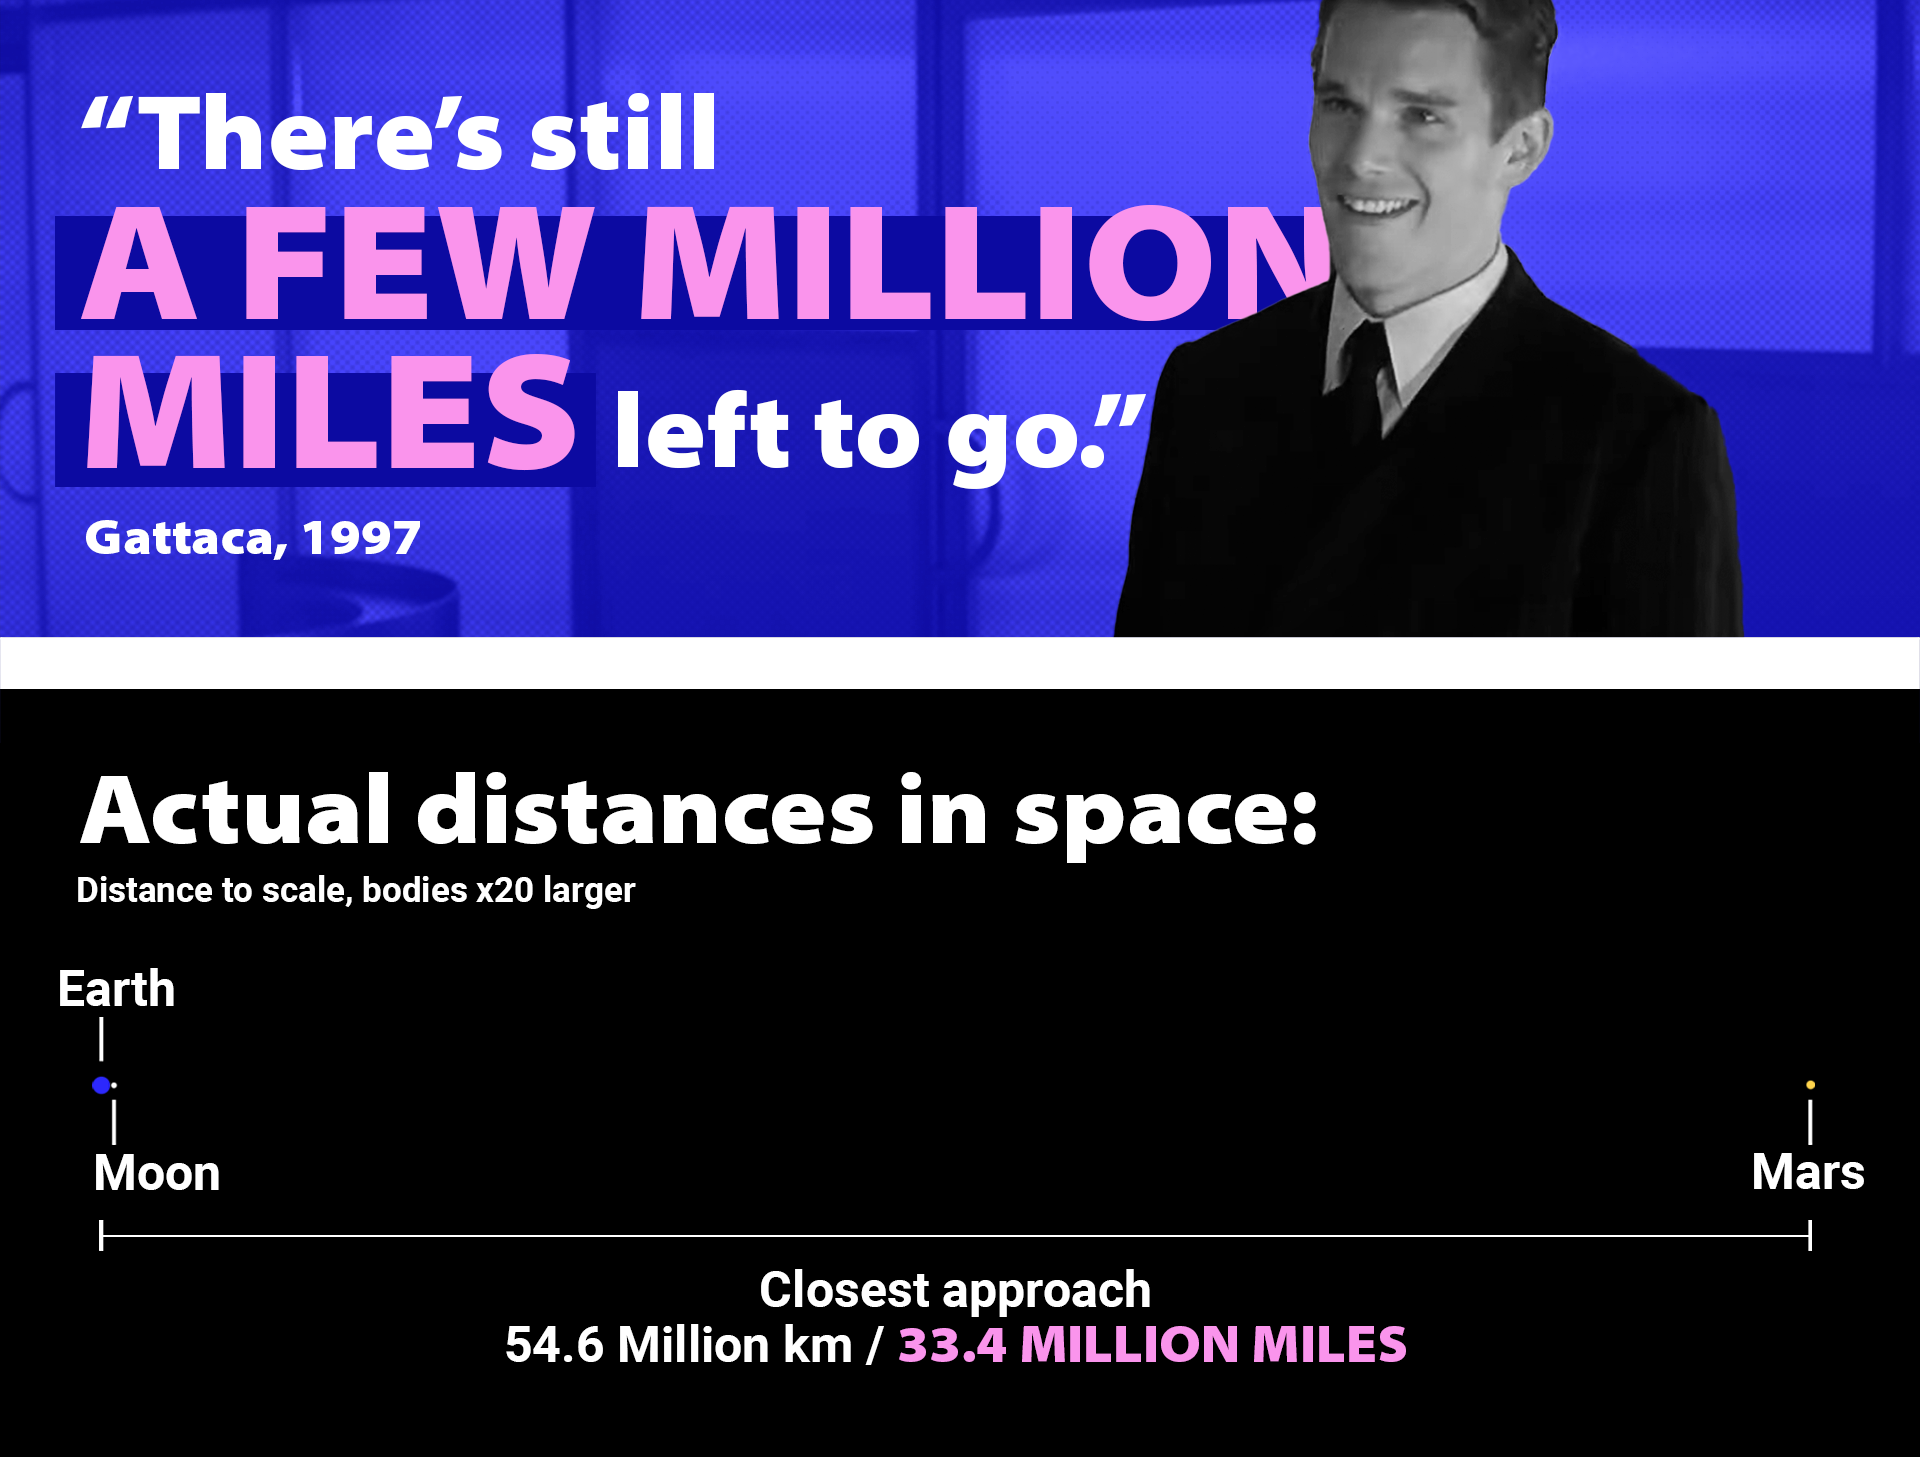 “There’s still
A FEW MILLION
MILES left to go.”
Gattaca, 1997
Actual distances in space:
Distance to scale, bodies x20 larger
Earth
Moon
Mars
Closest approach
54.6 Million km / 33.4 MILLION MILES